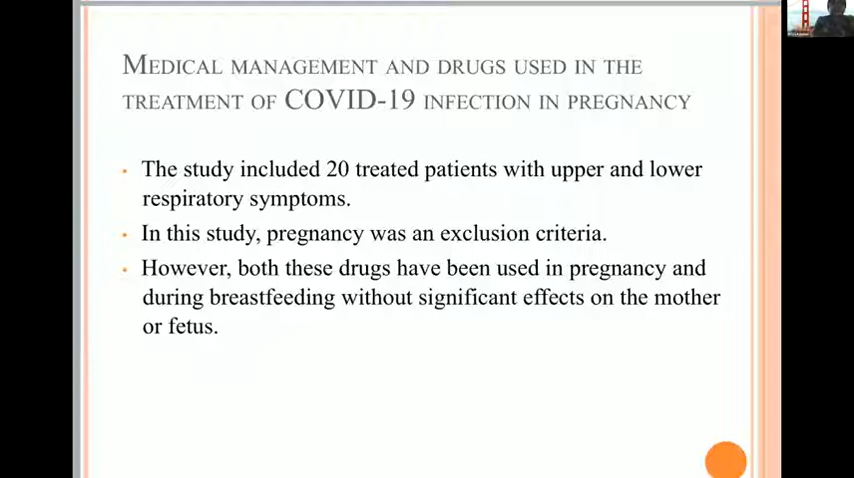 MEDICAL MANAGEMENT AND DRUGS USED IN THE
TREATMENT OF COVID-19 INFECTION IN PREGNANCY
• The study included 20 treated patients with upper and lower
respiratory symptoms.
• In this study, pregnancy was an exclusion criteria.
• However, both these drugs have been used in pregnancy and
during breastfeeding without significant effects on the mother
or fetus.